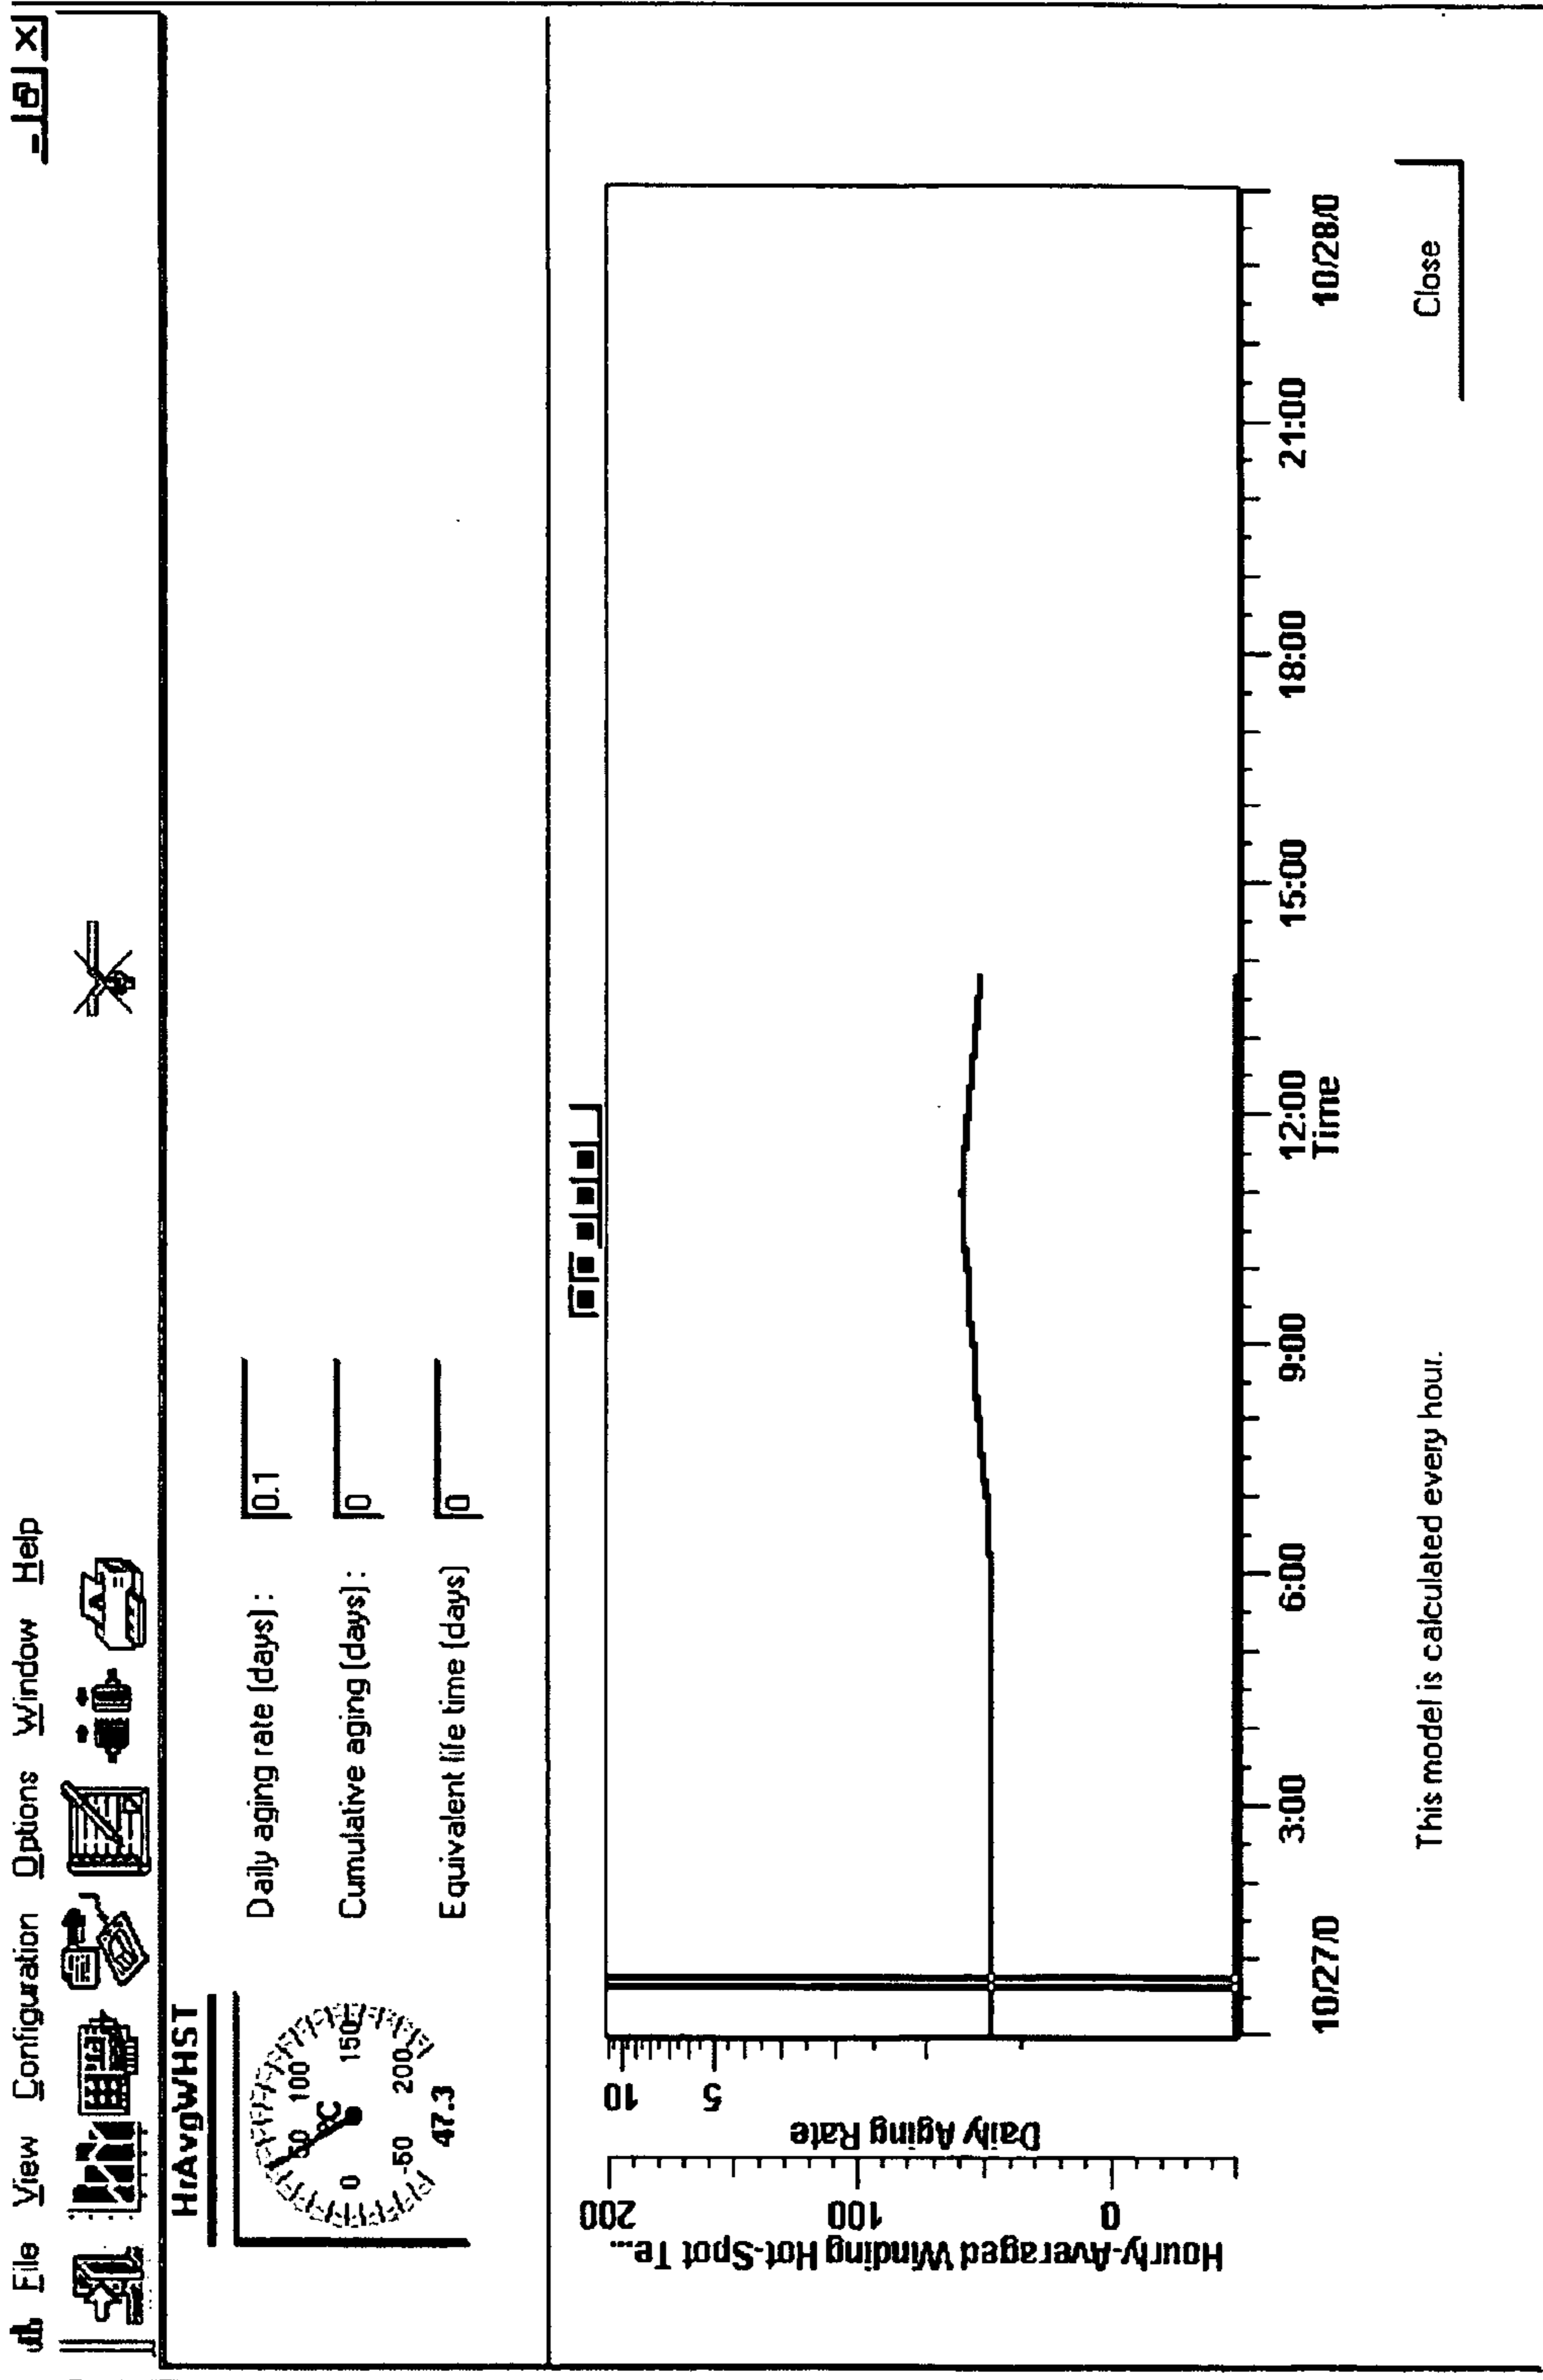 File View Configuration Options Window Help
HrAvgWHST
-50 0 50 100 150 200
°C
47.3
Daily aging rate (days) : 0.1
Cumulative aging (days) : 0
Equivalent life time (days) 0
Hourly-Averaged Winding Hot-Spot Te...
200
100
0
Daily Aging Rate
10
5
10/27/0 3:00 6:00 9:00 12:00 15:00 18:00 21:00 10/28/0
Time
This model is calculated every hour.
Close